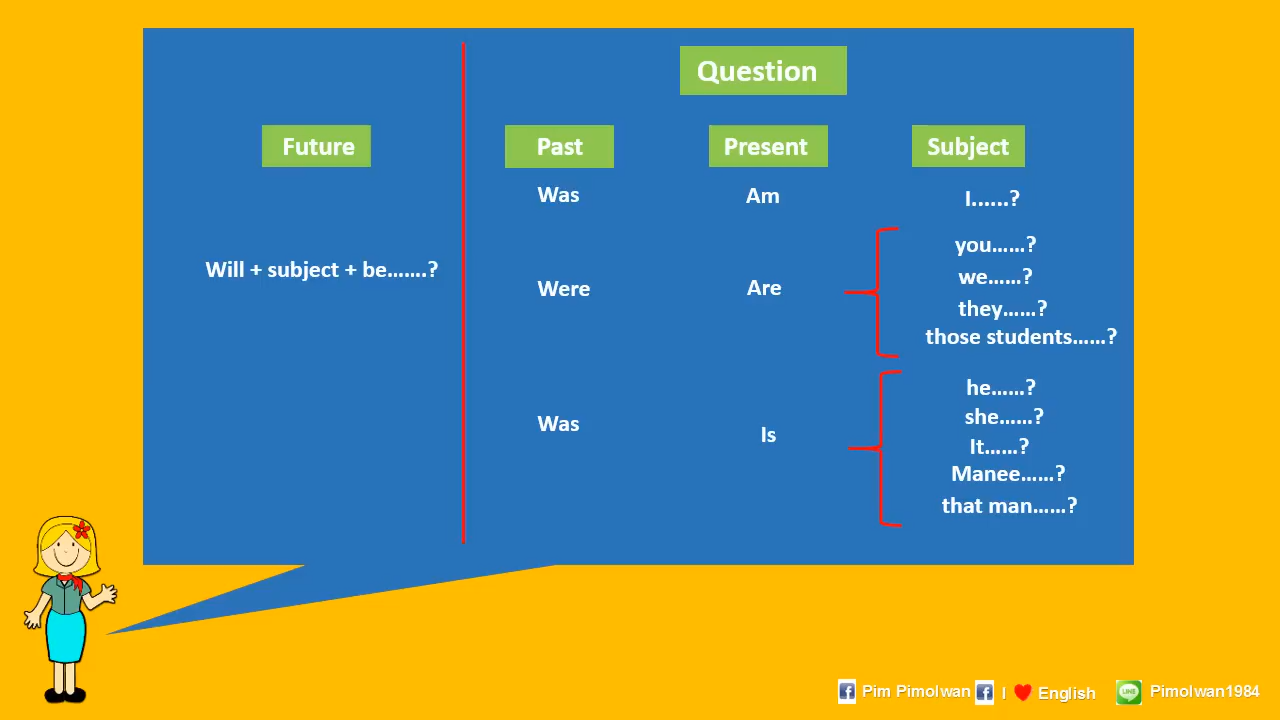 Question
Future Past Present Subject
Was Am I......?
you......?
Will + subject + be.......? we......?
Were Are
they......?
those students......?
he......?
she......?
Was Is
It......?
Manee......?
that man......?
Pim Pimolwan I English Pimolwan1984
LINE